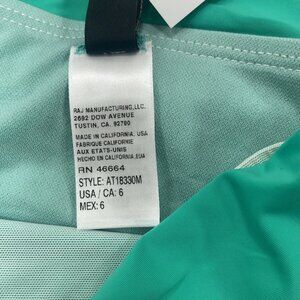 RAJ MANUFACTURING, LLC.
2692 DOW AVENUE
TUSTIN, CA. 92780
MADE IN CALIFORNIA, USA
FABRIQUE CALIFORNIE
AUX ETATS-UNIS
HECHO EN CALIFORNIA, EUA
RN 46664
STYLE: AT18330M
USA / CA: 6
MEX: 6